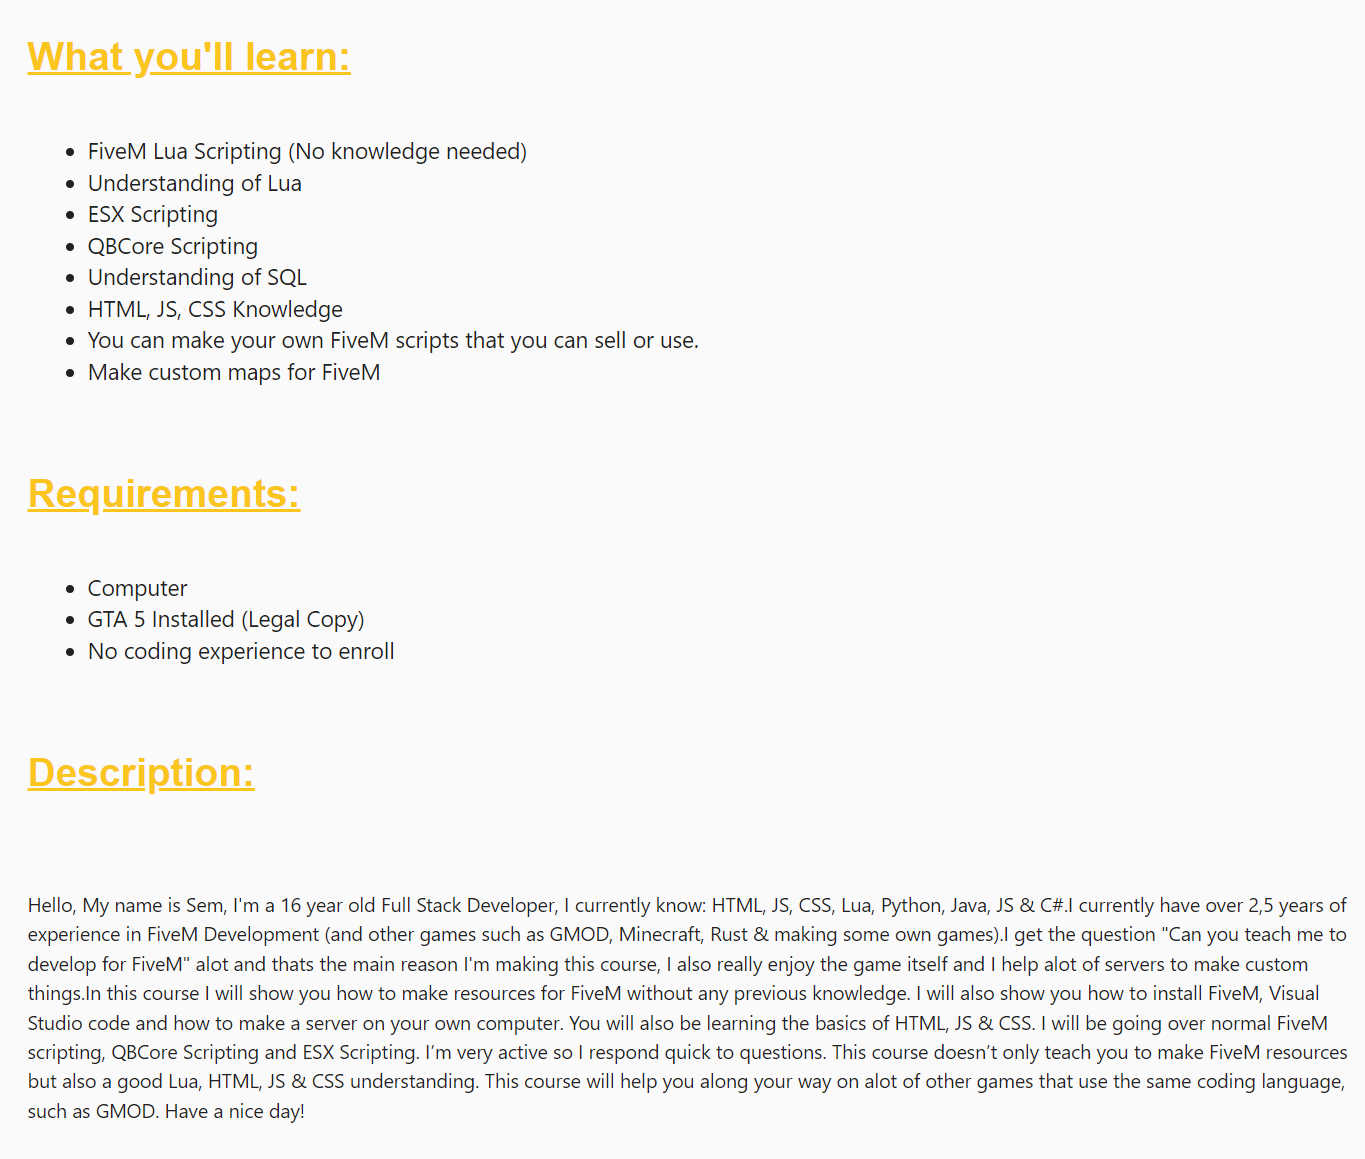 What you'll learn:
FiveM Lua Scripting (No knowledge needed)
Understanding of Lua
ESX Scripting
QBCore Scripting
Understanding of SQL
HTML, JS, CSS Knowledge
You can make your own FiveM scripts that you can sell or use.
Make custom maps for FiveM
Requirements:
Computer
GTA 5 Installed (Legal Copy)
No coding experience to enroll
Description:
Hello, My name is Sem, I'm a 16 year old Full Stack Developer, I currently know: HTML, JS, CSS, Lua, Python, Java, JS & C#.I currently have over 2,5 years of
experience in FiveM Development (and other games such as GMOD, Minecraft, Rust & making some own games).I get the question "Can you teach me to
develop for FiveM" alot and thats the main reason I'm making this course, I also really enjoy the game itself and I help alot of servers to make custom
things.In this course I will show you how to make resources for FiveM without any previous knowledge. I will also show you how to install FiveM, Visual
Studio code and how to make a server on your own computer. You will also be learning the basics of HTML, JS & CSS. I will be going over normal FiveM
scripting, QBCore Scripting and ESX Scripting. I’m very active so I respond quick to questions. This course doesn’t only teach you to make FiveM resources
but also a good Lua, HTML, JS & CSS understanding. This course will help you along your way on alot of other games that use the same coding language,
such as GMOD. Have a nice day!